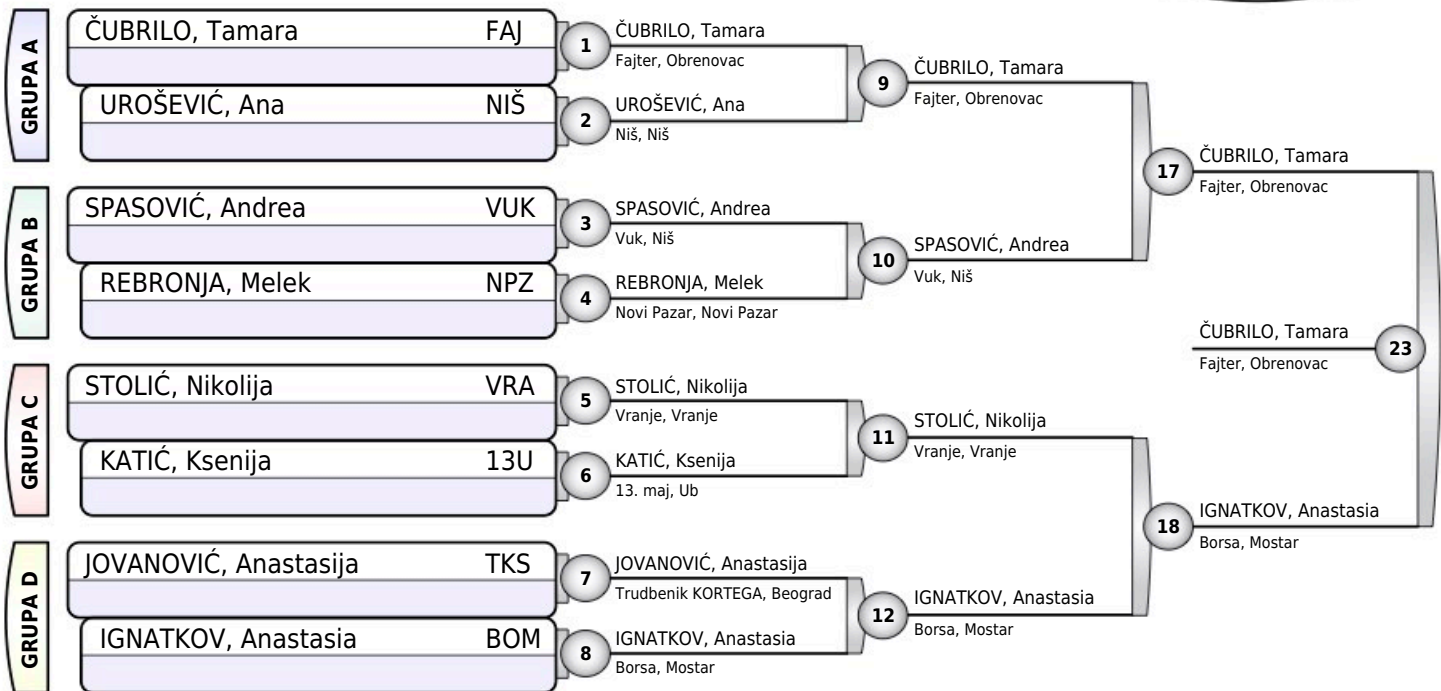 GRUPA A
ČUBRILO, Tamara FAJ
UROŠEVIĆ, Ana NIŠ
GRUPA B
SPASOVIĆ, Andrea VUK
REBRONJA, Melek NPZ
GRUPA C
STOLIĆ, Nikolija VRA
KATIĆ, Ksenija 13U
GRUPA D
JOVANOVIĆ, Anastasija TKS
IGNATKOV, Anastasia BOM
1
ČUBRILO, Tamara
Fajter, Obrenovac
2
UROŠEVIĆ, Ana
Niš, Niš
3
SPASOVIĆ, Andrea
Vuk, Niš
4
REBRONJA, Melek
Novi Pazar, Novi Pazar
5
STOLIĆ, Nikolija
Vranje, Vranje
6
KATIĆ, Ksenija
13. maj, Ub
7
JOVANOVIĆ, Anastasija
Trudbenik KORTEGA, Beograd
8
IGNATKOV, Anastasia
Borsa, Mostar
9
ČUBRILO, Tamara
Fajter, Obrenovac
10
SPASOVIĆ, Andrea
Vuk, Niš
11
STOLIĆ, Nikolija
Vranje, Vranje
12
IGNATKOV, Anastasia
Borsa, Mostar
17
ČUBRILO, Tamara
Fajter, Obrenovac
18
IGNATKOV, Anastasia
Borsa, Mostar
ČUBRILO, Tamara
Fajter, Obrenovac
23